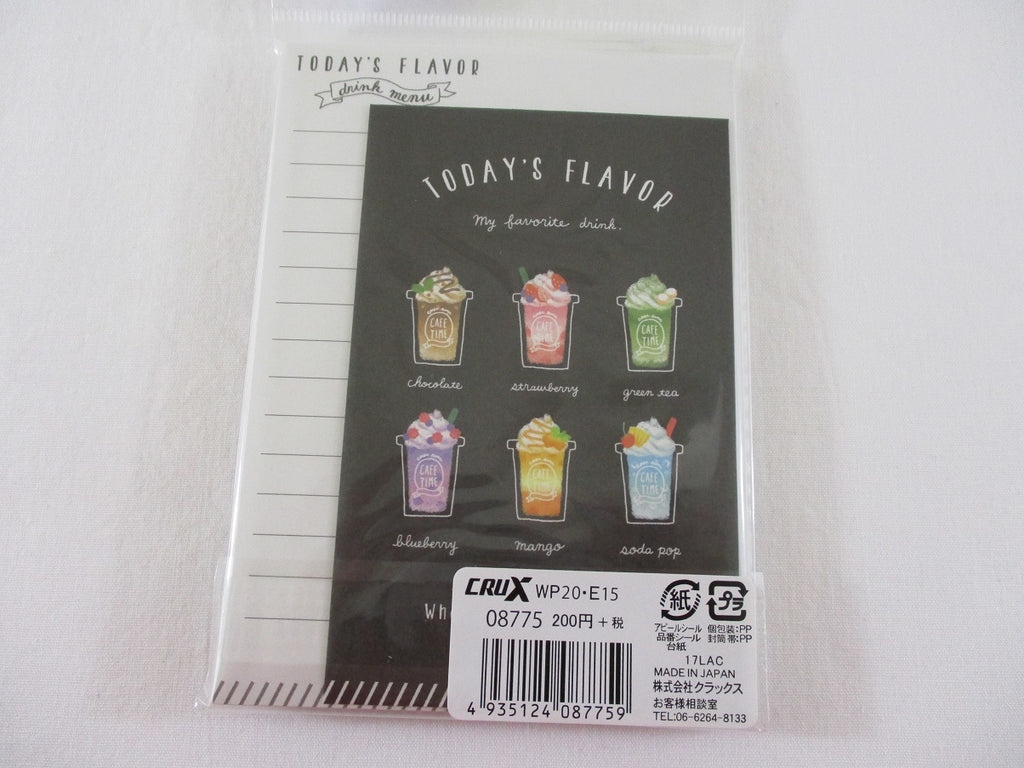 TODAY'S FLAVOR
drink menu
TODAY'S FLAVOR
My favorite drink.
CAFE TIME
CAFE TIME
CAFE TIME
chocolate
strawberry
green tea
CAFE TIME
CAFE TIME
CAFE TIME
blueberry
mango
soda pop
Wh
CRUX WP20・E15
08775 200円+税
紙 プラ
アピールシール 個包装:PP
品番シール 封筒帯:PP
台紙
17LAC
MADE IN JAPAN
株式会社クラックス
お客様相談室
TEL:06-6264-8133
4 935124 087759